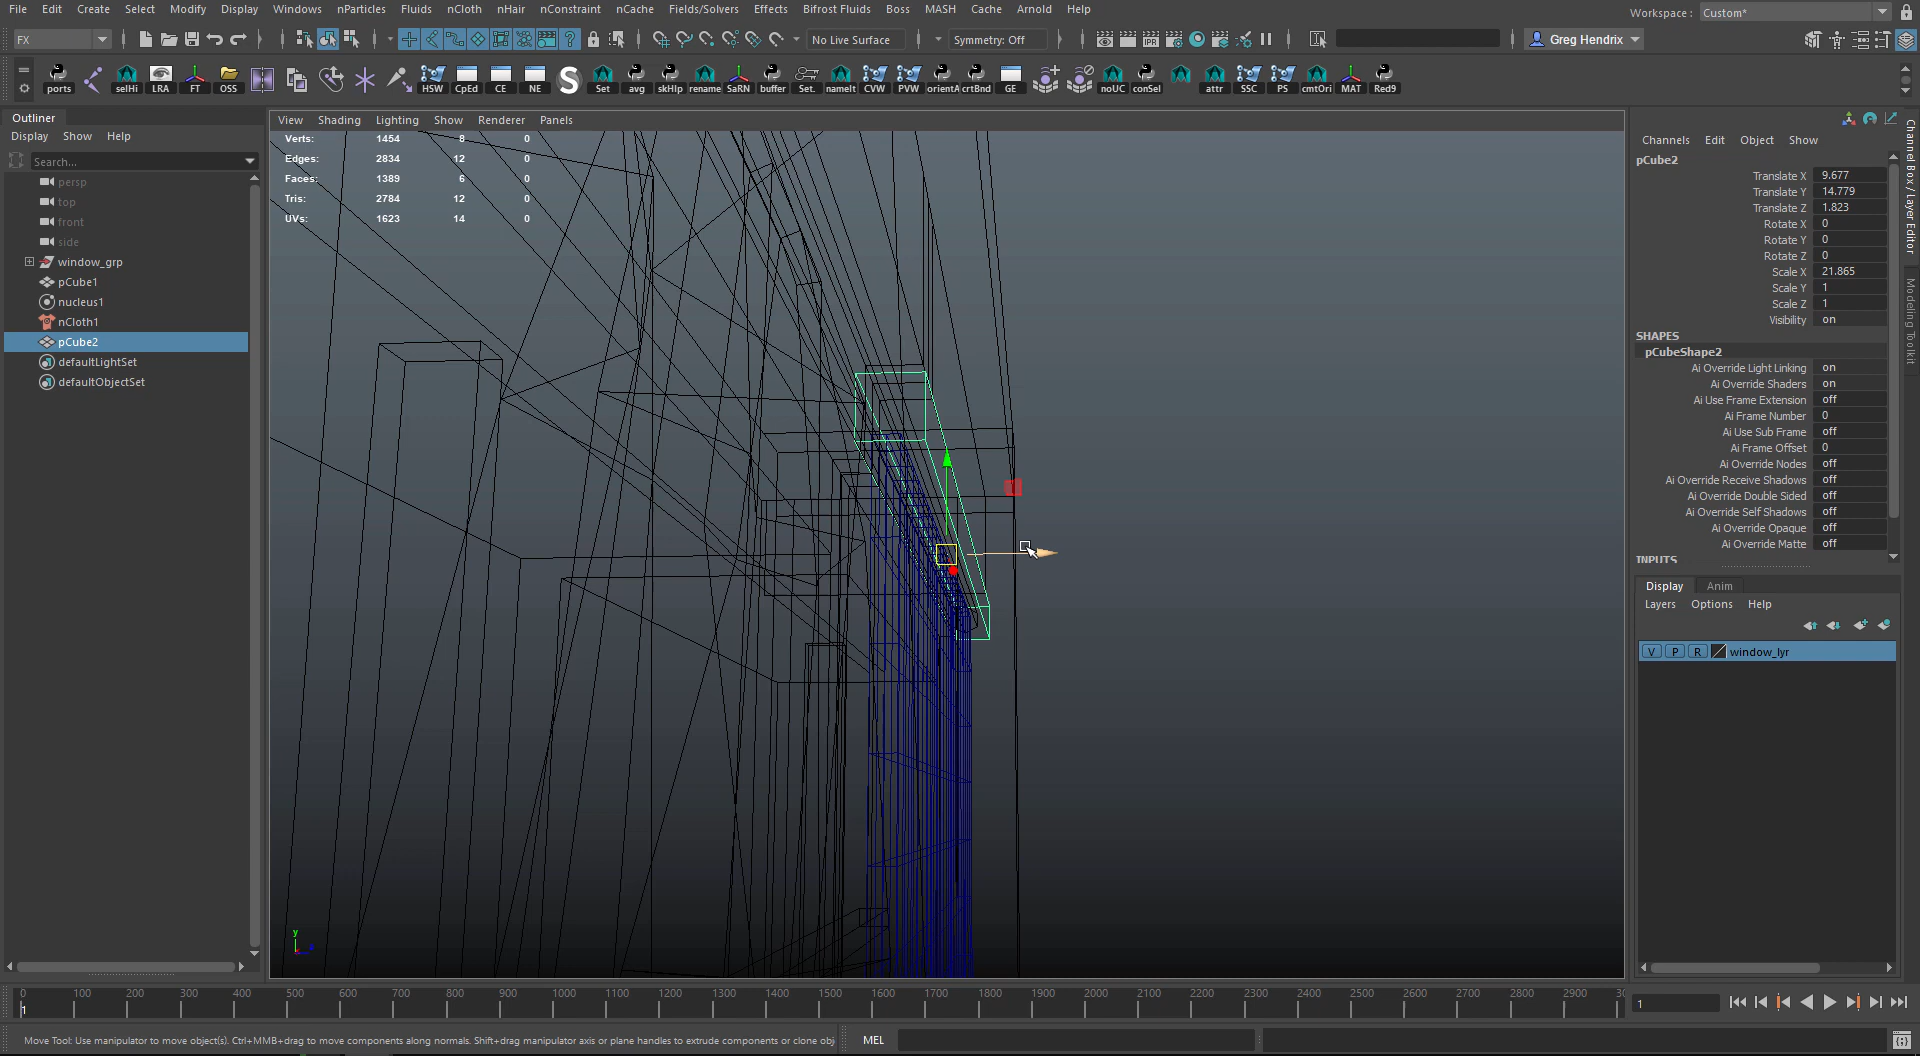 File Edit Create Select Modify Display Windows nParticles Fluids nCloth nHair nConstraint nCache Fields/Solvers Effects Bifrost Fluids Boss MASH Cache Arnold Help
Workspace : Custom*
FX
No Live Surface
Symmetry: Off
Greg Hendrix
ports selHi LRA FT OSS HSW CpEd CE NE Set avg skHlp rename SaRN buffer Set. nameIt CVW PVW orientA crtBnd GE noUC conSel attr SSC PS cmtOri MAT Red9
Outliner
Display Show Help
Search...
persp
top
front
side
window_grp
pCube1
nucleus1
nCloth1
pCube2
defaultLightSet
defaultObjectSet
View Shading Lighting Show Renderer Panels
Verts: 1454 8 0
Edges: 2834 12 0
Faces: 1389 6 0
Tris: 2784 12 0
UVs: 1623 14 0
y
Channels Edit Object Show
pCube2
Translate X 9.677
Translate Y 14.779
Translate Z 1.823
Rotate X 0
Rotate Y 0
Rotate Z 0
Scale X 21.865
Scale Y 1
Scale Z 1
Visibility on
SHAPES
pCubeShape2
Ai Override Light Linking on
Ai Override Shaders on
Ai Use Frame Extension off
Ai Frame Number 0
Ai Use Sub Frame off
Ai Frame Offset 0
Ai Override Nodes off
Ai Override Receive Shadows off
Ai Override Double Sided off
Ai Override Self Shadows off
Ai Override Opaque off
Ai Override Matte off
INPUTS
Display Anim
Layers Options Help
V P R window_lyr
Channel Box / Layer Editor
Modeling Toolkit
0 100 200 300 400 500 600 700 800 900 1000 1100 1200 1300 1400 1500 1600 1700 1800 1900 2000 2100 2200 2300 2400 2500 2600 2700 2800 2900 30
1
1
Move Tool: Use manipulator to move object(s). Ctrl+MMB+drag to move components along normals. Shift+drag manipulator axis or plane handles to extrude components or clone obj
MEL